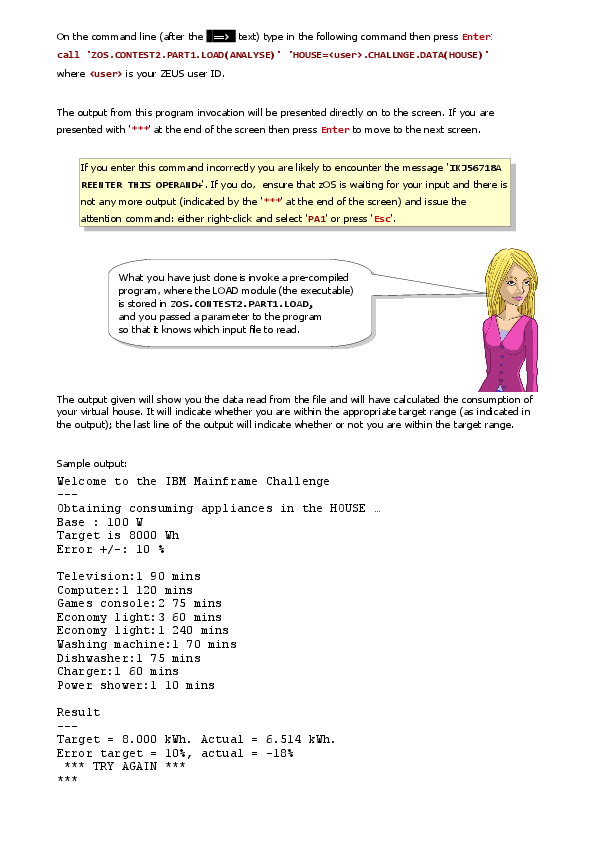 On the command line (after the ==> text) type in the following command then press Enter:
call 'ZOS.CONTEST2.PART1.LOAD(ANALYSE)' 'HOUSE=<user>.CHALLNGE.DATA(HOUSE)'
where <user> is your ZEUS user ID.
The output from this program invocation will be presented directly on to the screen. If you are
presented with '***' at the end of the screen then press Enter to move to the next screen.
If you enter this command incorrectly you are likely to encounter the message 'IKJ56718A
REENTER THIS OPERAND+'. If you do, ensure that zOS is waiting for your input and there is
not any more output (indicated by the '***' at the end of the screen) and issue the
attention command: either right-click and select 'PA1' or press 'Esc'.
What you have just done is invoke a pre-compiled
program, where the LOAD module (the executable)
is stored in ZOS.CONTEST2.PART1.LOAD,
and you passed a parameter to the program
so that it knows which input file to read.
The output given will show you the data read from the file and will have calculated the consumption of
your virtual house. It will indicate whether you are within the appropriate target range (as indicated in
the output); the last line of the output will indicate whether or not you are within the target range.
Sample output:
Welcome to the IBM Mainframe Challenge
---
Obtaining consuming appliances in the HOUSE …
Base : 100 W
Target is 8000 Wh
Error +/-: 10 %
Television:1 90 mins
Computer:1 120 mins
Games console:2 75 mins
Economy light:3 60 mins
Economy light:1 240 mins
Washing machine:1 70 mins
Dishwasher:1 75 mins
Charger:1 60 mins
Power shower:1 10 mins
Result
---
Target = 8.000 kWh. Actual = 6.514 kWh.
Error target = 10%, actual = -18%
*** TRY AGAIN ***
***